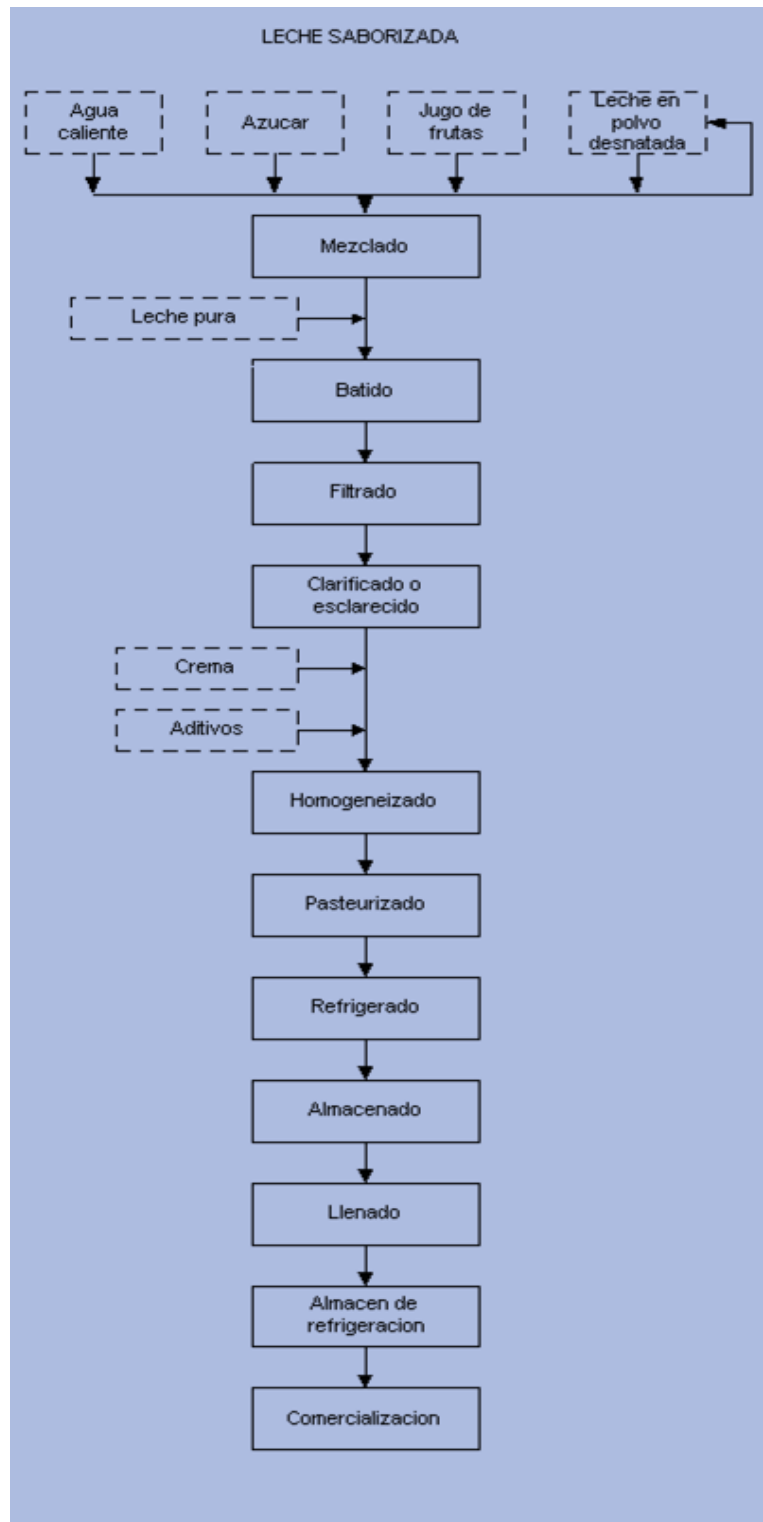 LECHE SABORIZADA
Agua
caliente
Azucar
Jugo de
frutas
Leche en
polvo
desnatada
Mezclado
Leche pura
Batido
Filtrado
Clarificado o
esclarecido
Crema
Aditivos
Homogeneizado
Pasteurizado
Refrigerado
Almacenado
Llenado
Almacen de
refrigeracion
Comercializacion